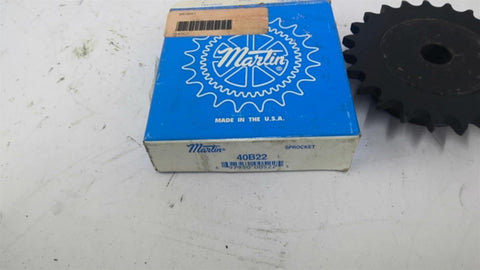 Martin
MADE IN THE U.S.A.
Martin
SPROCKET
40B22